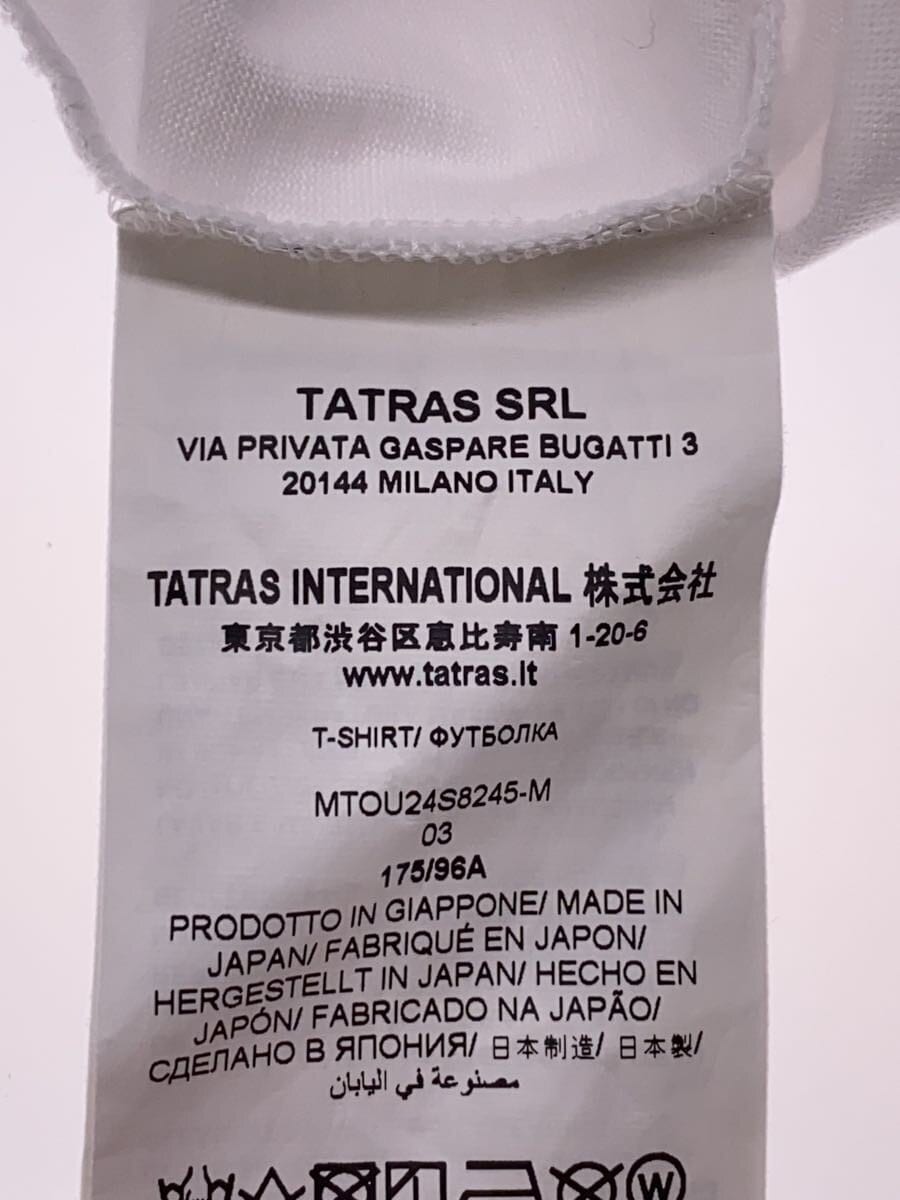 TATRAS SRL
VIA PRIVATA GASPARE BUGATTI 3
20144 MILANO ITALY
TATRAS INTERNATIONAL 株式会社
東京都渋谷区恵比寿南 1-20-6
www.tatras.it
T-SHIRT/ ФУТБОЛКА
MTOU24S8245-M
03
175/96A
PRODOTTO IN GIAPPONE/ MADE IN
JAPAN/ FABRIQUÉ EN JAPON/
HERGESTELLT IN JAPAN/ HECHO EN
JAPÓN/ FABRICADO NA JAPÃO/
СДЕЛАНО В ЯПОНИЯ/ 日本制造/ 日本製/
مصنوعة في اليابان
W